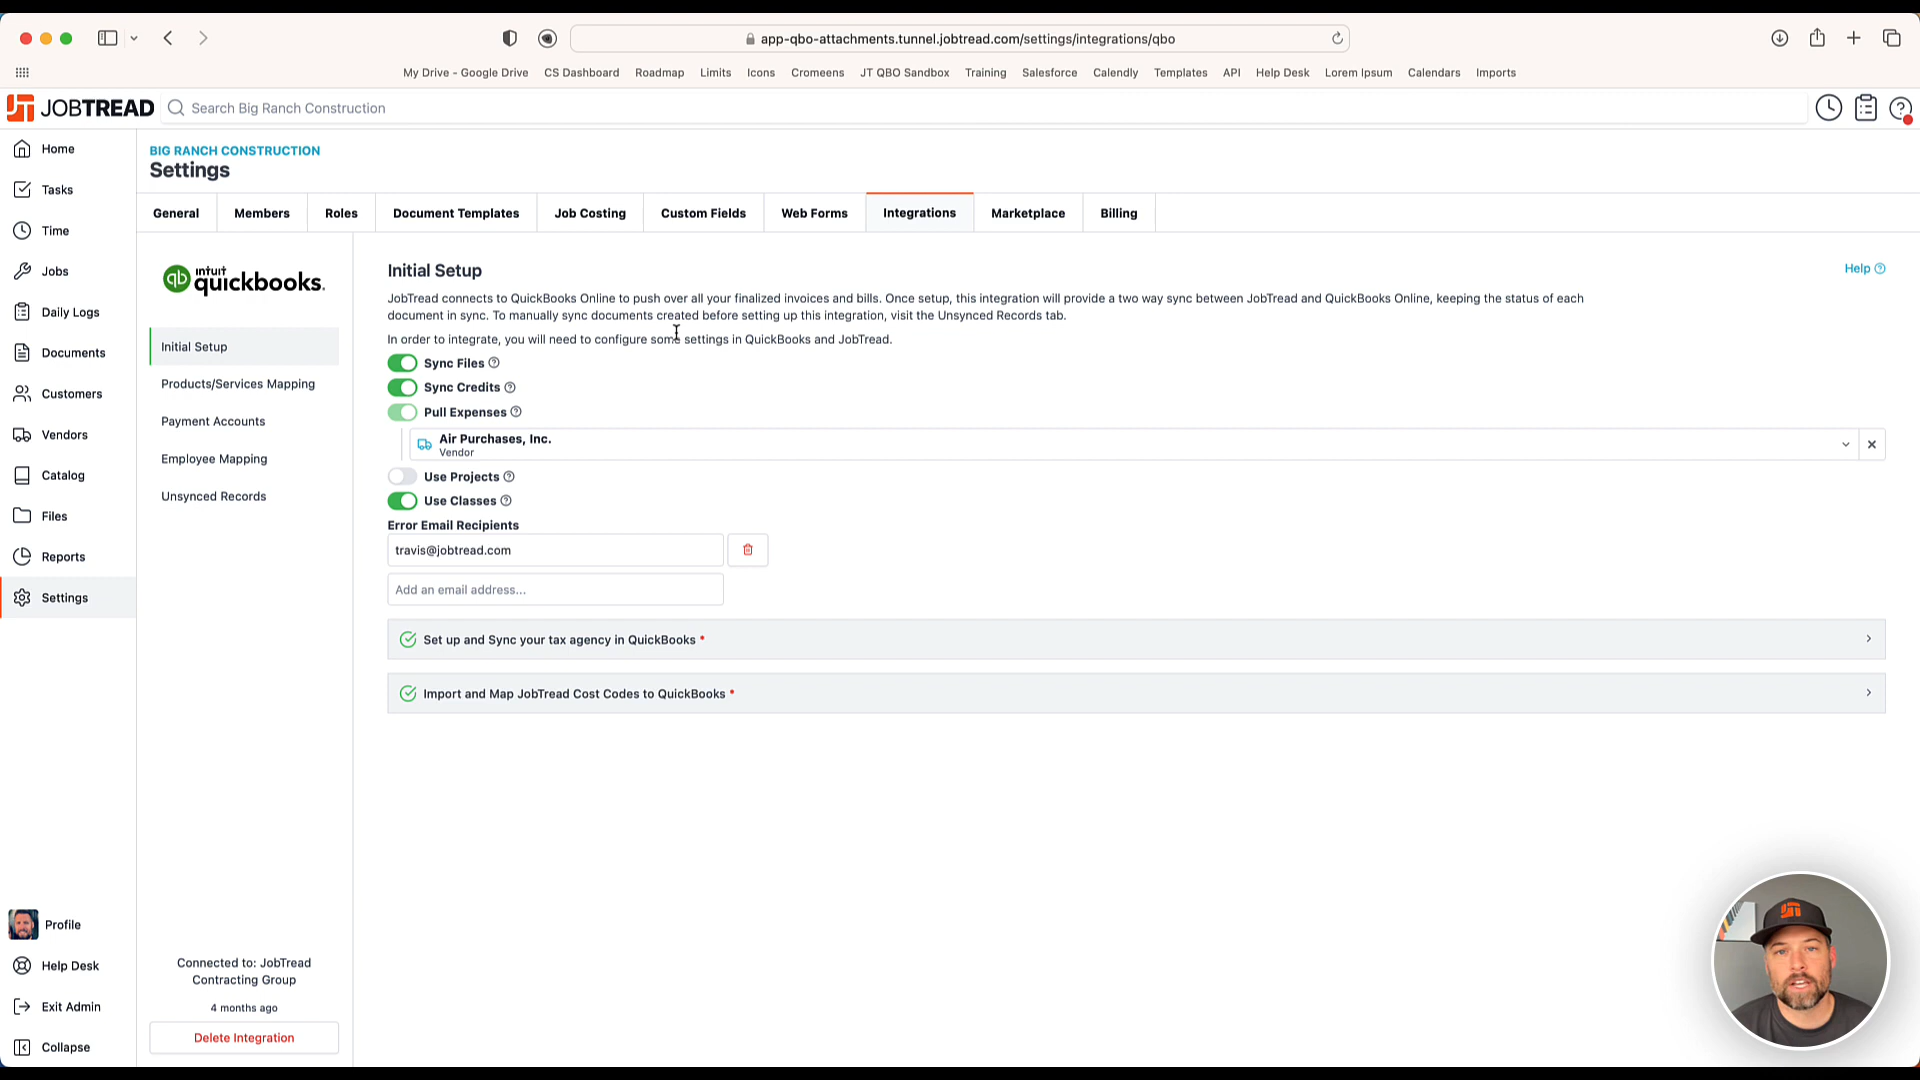 app-qbo-attachments.tunnel.jobtread.com/settings/integrations/qbo
My Drive - Google Drive CS Dashboard Roadmap Limits Icons Cromeens JT QBO Sandbox Training Salesforce Calendly Templates API Help Desk Lorem Ipsum Calendars Imports
JOBTREAD
Search Big Ranch Construction
Home
Tasks
Time
Jobs
Daily Logs
Documents
Customers
Vendors
Catalog
Files
Reports
Settings
Profile
Help Desk
Exit Admin
Collapse
BIG RANCH CONSTRUCTION
Settings
General Members Roles Document Templates Job Costing Custom Fields Web Forms Integrations Marketplace Billing
qb intuit quickbooks.
Initial Setup
Products/Services Mapping
Payment Accounts
Employee Mapping
Unsynced Records
Connected to: JobTread
Contracting Group
4 months ago
Delete Integration
Initial Setup
Help
JobTread connects to QuickBooks Online to push over all your finalized invoices and bills. Once setup, this integration will provide a two way sync between JobTread and QuickBooks Online, keeping the status of each
document in sync. To manually sync documents created before setting up this integration, visit the Unsynced Records tab.
In order to integrate, you will need to configure some settings in QuickBooks and JobTread.
Sync Files
Sync Credits
Pull Expenses
Air Purchases, Inc.
Vendor
Use Projects
Use Classes
Error Email Recipients
travis@jobtread.com
Add an email address...
Set up and Sync your tax agency in QuickBooks *
Import and Map JobTread Cost Codes to QuickBooks *